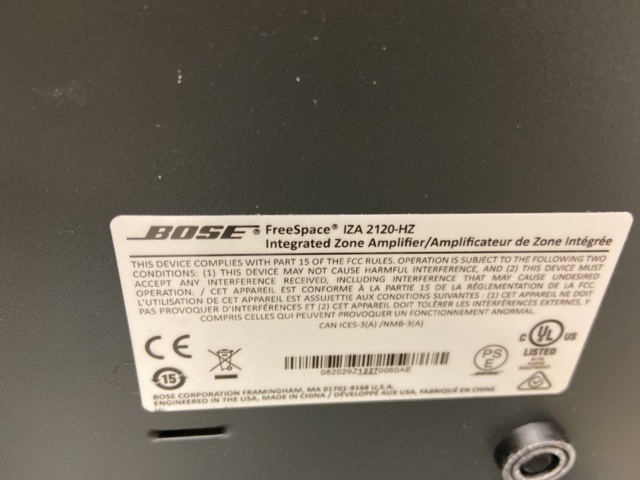 BOSE® FreeSpace® IZA 2120-HZ
Integrated Zone Amplifier/Amplificateur de Zone Intégrée
THIS DEVICE COMPLIES WITH PART 15 OF THE FCC RULES. OPERATION IS SUBJECT TO THE FOLLOWING TWO
CONDITIONS: (1) THIS DEVICE MAY NOT CAUSE HARMFUL INTERFERENCE, AND (2) THIS DEVICE MUST
ACCEPT ANY INTERFERENCE RECEIVED, INCLUDING INTERFERENCE THAT MAY CAUSE UNDESIRED
OPERATION. / CET APPAREIL EST CONFORME À LA PARTIE 15 DE LA RÉGLEMENTATION DE LA FCC.
L'UTILISATION DE CET APPAREIL EST ASSUJETTIE AUX CONDITIONS SUIVANTES : (1) CET APPAREIL NE DOIT
PAS PROVOQUER D'INTERFÉRENCE ET (2) CET APPAREIL DOIT TOLÉRER LES INTERFÉRENCES EXTERNES, Y
COMPRIS CELLES QUI PEUVENT PROVOQUER UN FONCTIONNEMENT ANORMAL.
CAN ICES-3(A) /NMB-3(A)
CE
PS
E
C UL US
LISTED
15
BOSE CORPORATION FRAMINGHAM, MA 01701-9168 U.S.A.
ENGINEERED IN THE USA, MADE IN CHINA / DÉVELOPPÉ AUX USA, FABRIQUÉ EN CHINE